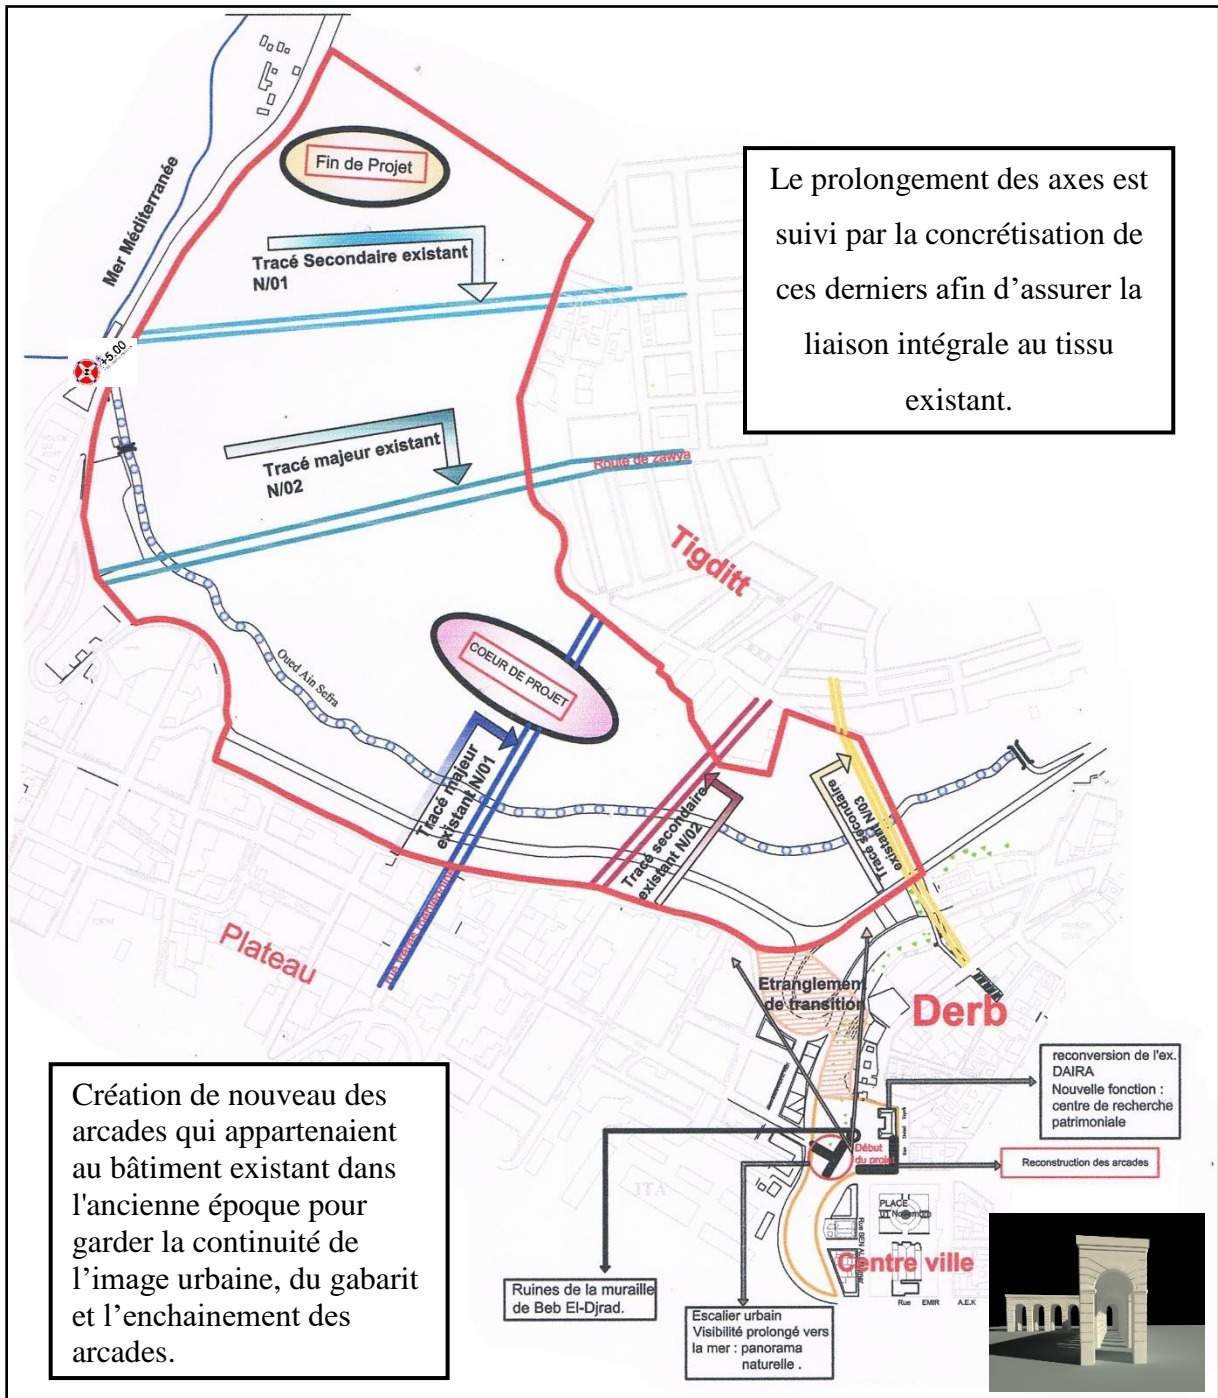 Mer Méditerranée
Fin de Projet
Tracé Secondaire existant
N/01
Le prolongement des axes est
suivi par la concrétisation de
ces derniers afin d’assurer la
liaison intégrale au tissu
existant.
+5.00
Tracé majeur existant
N/02
Route de zawya
Tigditt
COEUR DE PROJET
Oued Ain Sefra
Tracé majeur
existant N/01
Tracé secondaire
existant N/02
Tracé secondaire
existant N/03
Plateau
Etranglement
de transition
Derb
Création de nouveau des
arcades qui appartenaient
au bâtiment existant dans
l'ancienne époque pour
garder la continuité de
l’image urbaine, du gabarit
et l’enchainement des
arcades.
reconversion de l'ex.
DAIRA
Nouvelle fonction :
centre de recherche
patrimoniale
Début
du projet
Reconstruction des arcades
ITA
PLACE
01 Novembre
Centre ville
Rue EMIR A.E.K
Ruines de la muraille
de Beb El-Djrad.
Escalier urbain
Visibilité prolongé vers
la mer : panorama
naturelle .